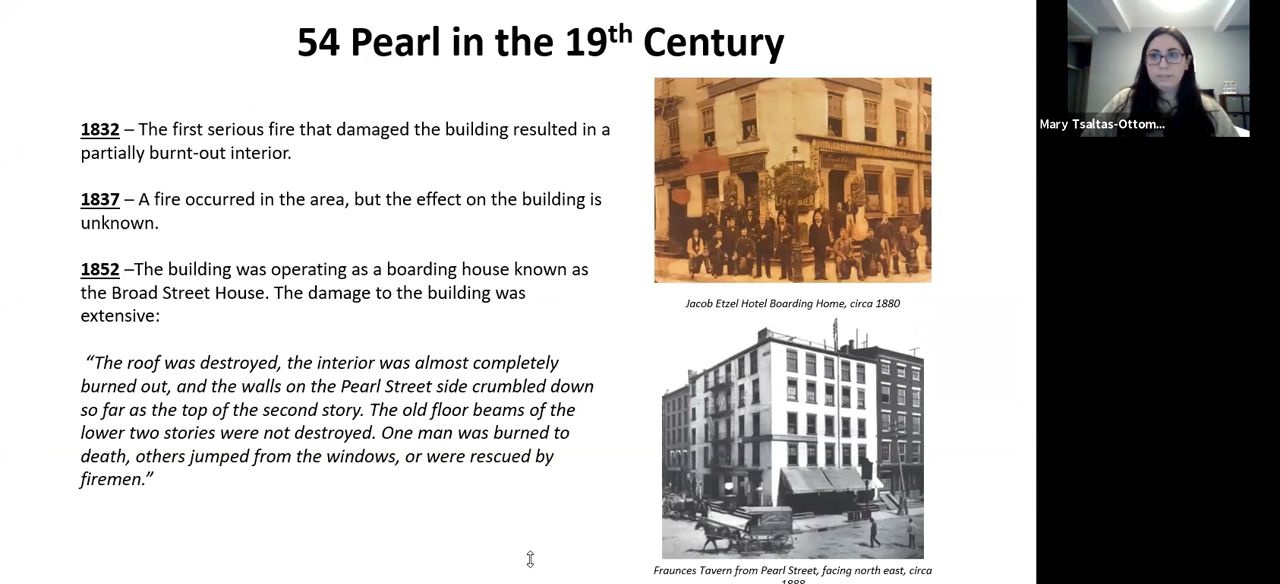 54 Pearl in the 19th Century
1832 – The first serious fire that damaged the building resulted in a
partially burnt-out interior.
1837 – A fire occurred in the area, but the effect on the building is
unknown.
1852 –The building was operating as a boarding house known as
the Broad Street House. The damage to the building was
extensive:
“The roof was destroyed, the interior was almost completely
burned out, and the walls on the Pearl Street side crumbled down
so far as the top of the second story. The old floor beams of the
lower two stories were not destroyed. One man was burned to
death, others jumped from the windows, or were rescued by
firemen.”
Jacob Etzel Hotel Boarding Home, circa 1880
Fraunces Tavern from Pearl Street, facing north east, circa
1888
Mary Tsaltas-Ottom...